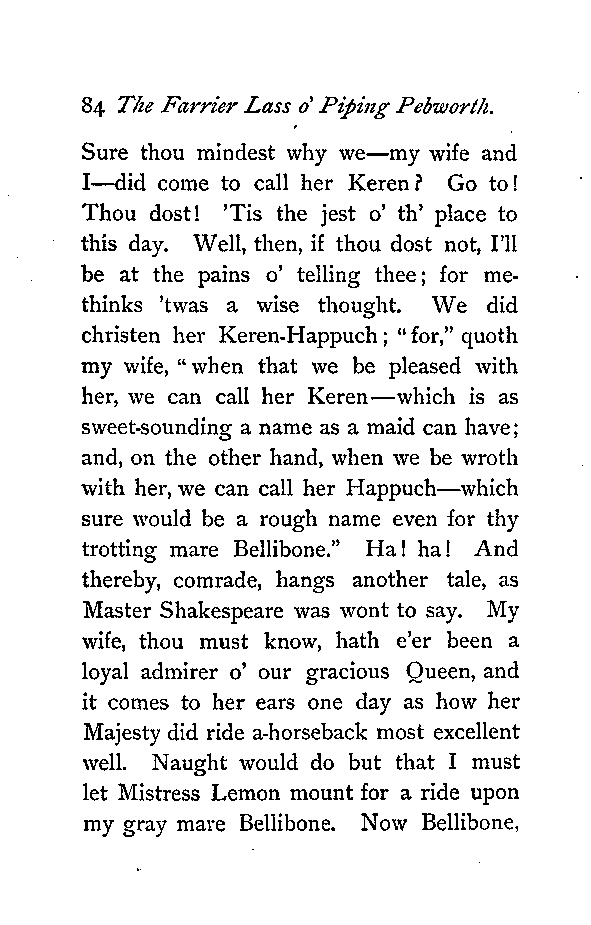 84 The Farrier Lass o' Piping Pebworth.
Sure thou mindest why we—my wife and
I—did come to call her Keren? Go to!
Thou dost! 'Tis the jest o' th' place to
this day. Well, then, if thou dost not, I'll
be at the pains o' telling thee; for me-
thinks 'twas a wise thought. We did
christen her Keren-Happuch; "for," quoth
my wife, "when that we be pleased with
her, we can call her Keren—which is as
sweet-sounding a name as a maid can have;
and, on the other hand, when we be wroth
with her, we can call her Happuch—which
sure would be a rough name even for thy
trotting mare Bellibone." Ha! ha! And
thereby, comrade, hangs another tale, as
Master Shakespeare was wont to say. My
wife, thou must know, hath e'er been a
loyal admirer o' our gracious Queen, and
it comes to her ears one day as how her
Majesty did ride a-horseback most excellent
well. Naught would do but that I must
let Mistress Lemon mount for a ride upon
my gray mare Bellibone. Now Bellibone,